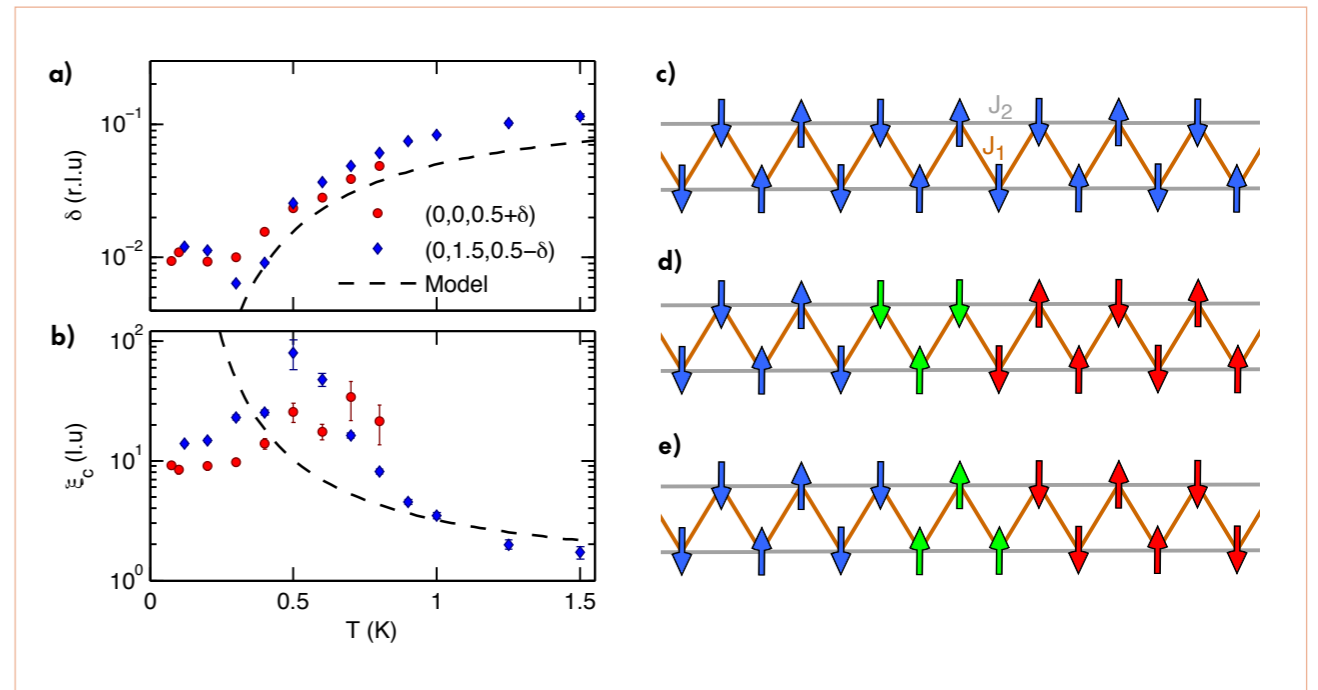 a)
10⁻¹
10⁻²
δ (r.l.u)
(0,0,0.5+δ)
(0,1.5,0.5−δ)
Model
b)
10²
10¹
10⁰
ξc (l.u)
0
0.5
1
1.5
T (K)
c)
J₂
J₁
d)
e)